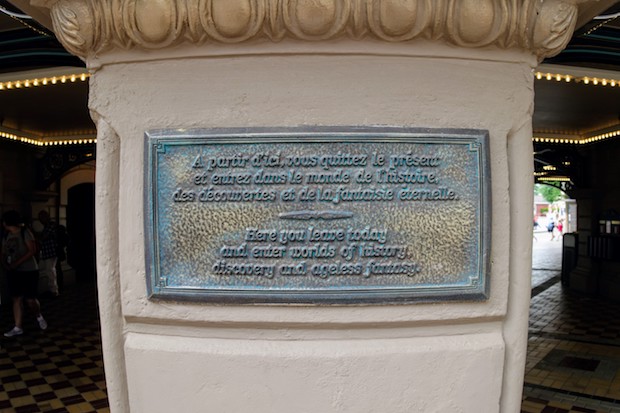 A partir d'ici, vous quittez le présent
et entrez dans le monde de l'histoire,
des découvertes et de la fantaisie éternelle.
Here you leave today
and enter worlds of history,
discovery and ageless fantasy.